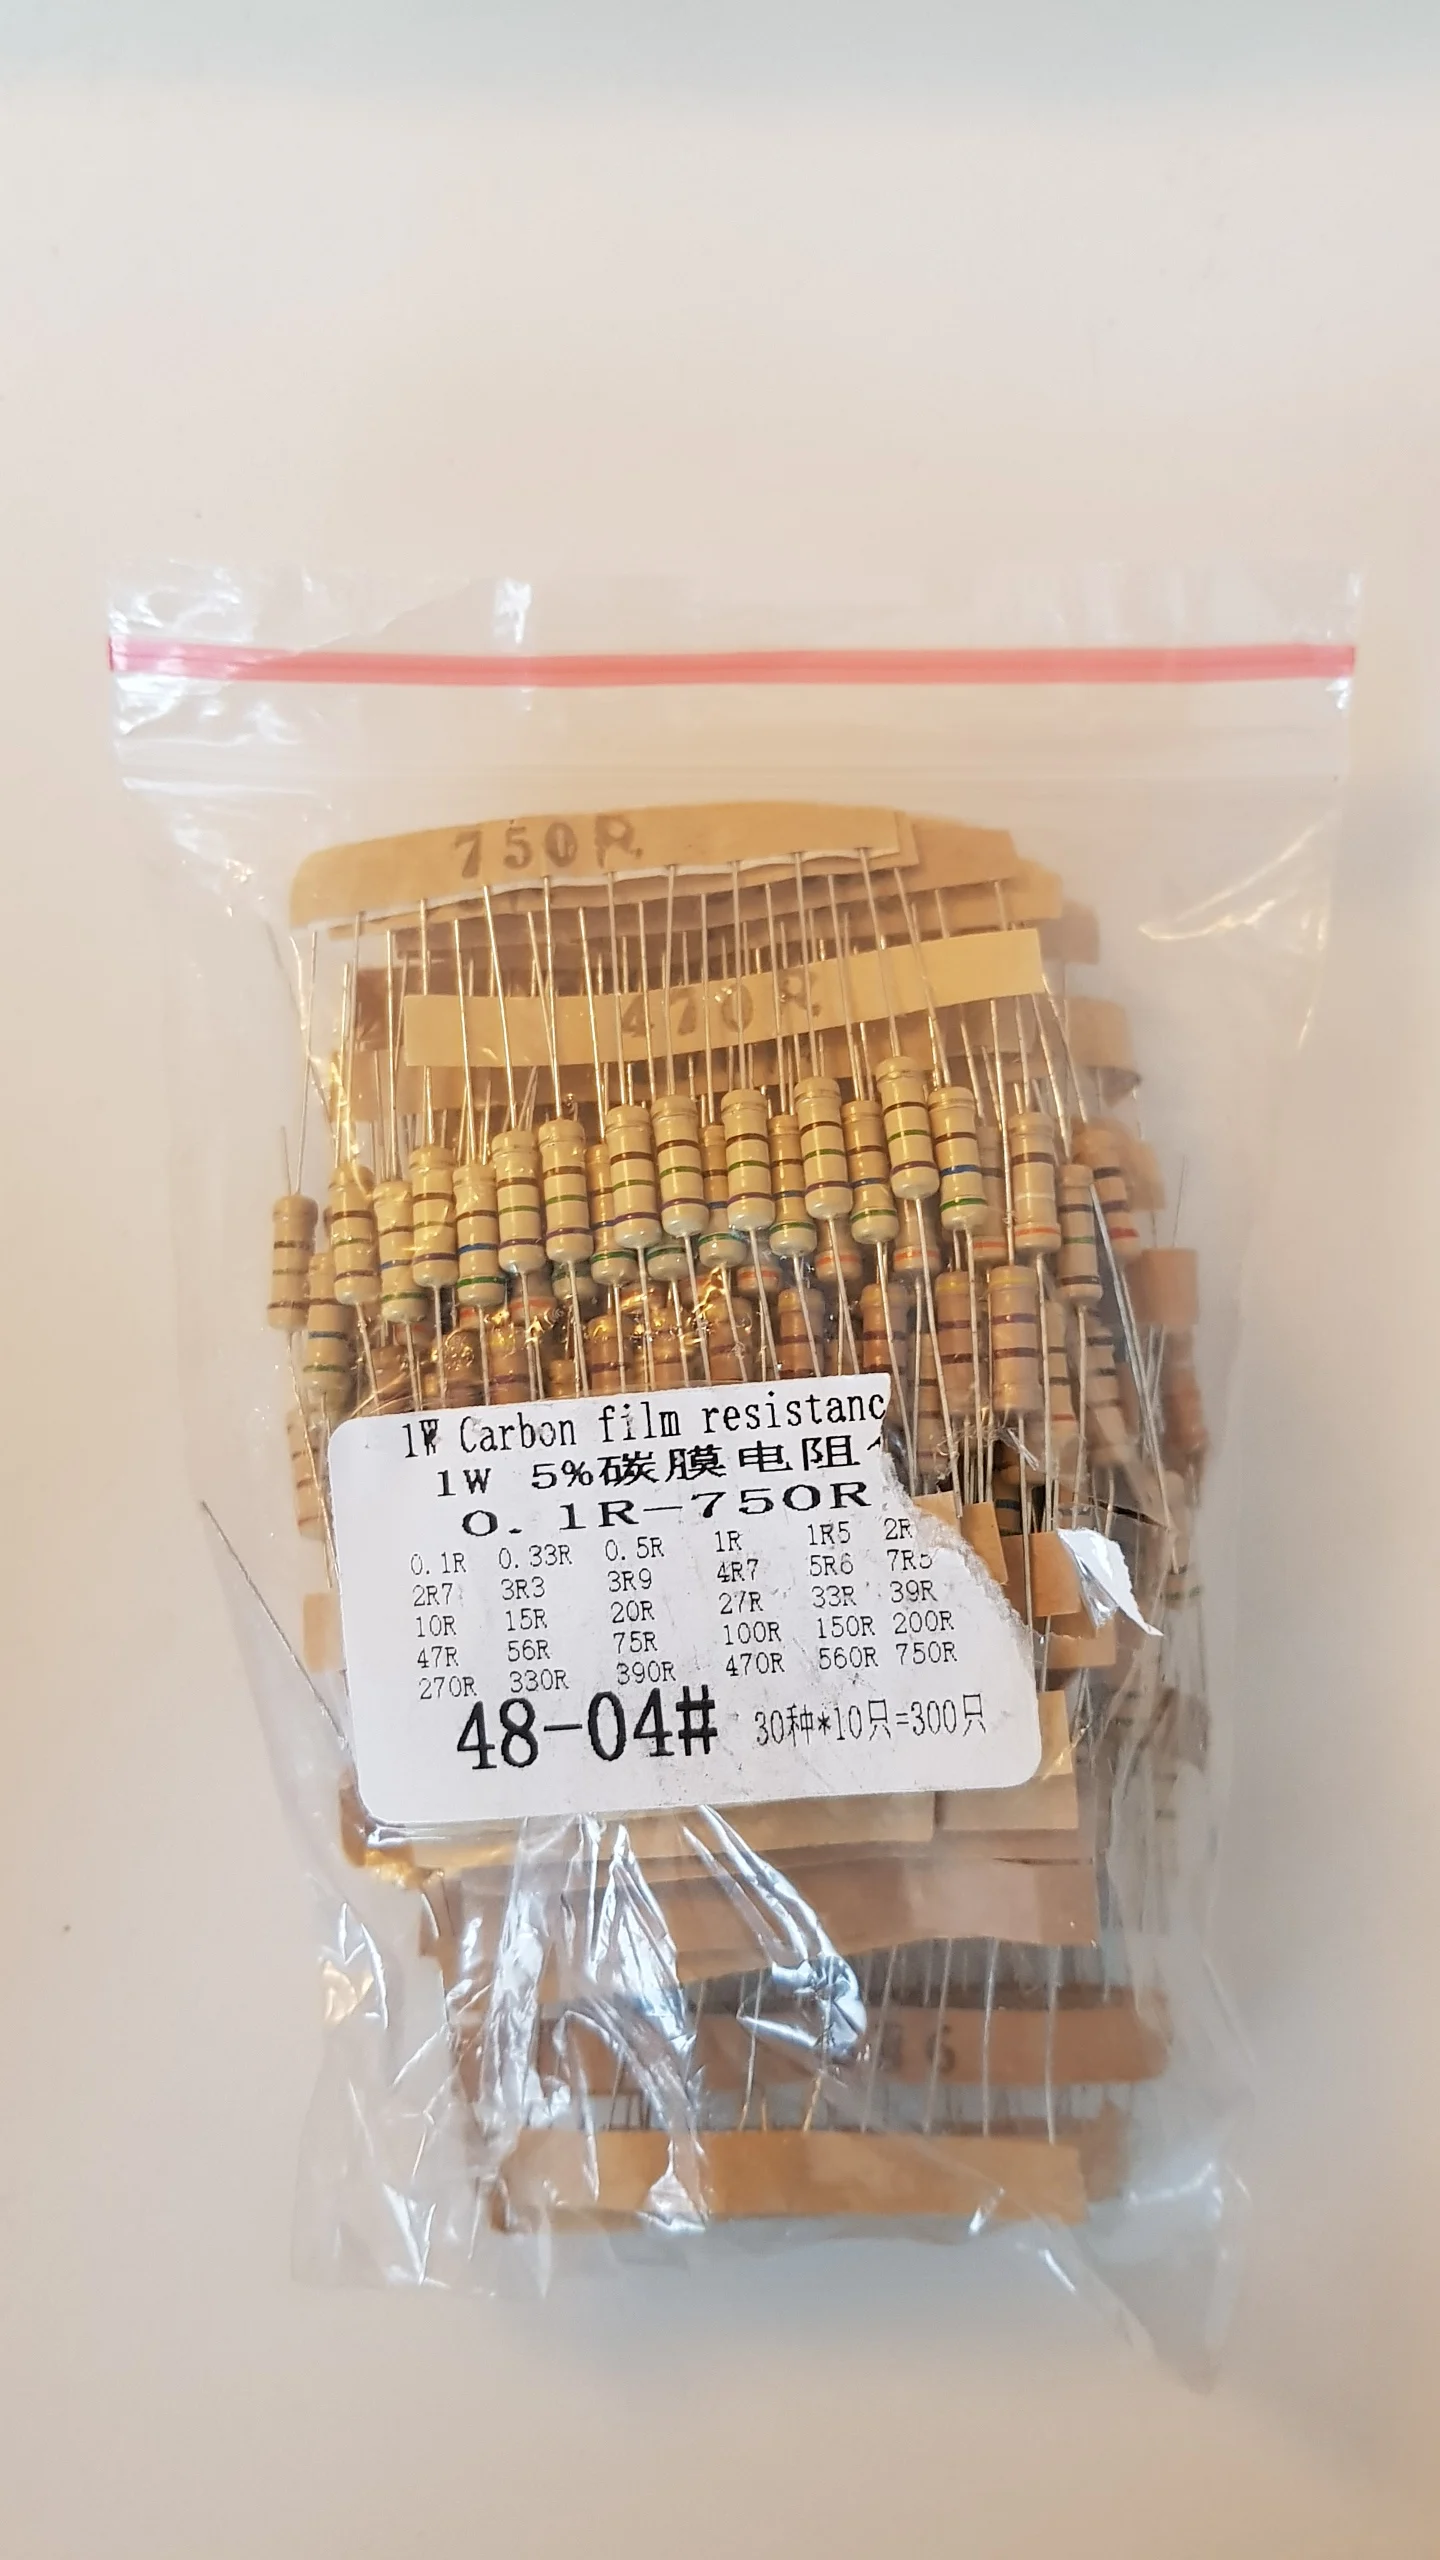 750R
470R
1W Carbon film resistanc
1W 5%碳膜电阻
0.1R-750R
0.1R 0.33R 0.5R 1R 1R5 2R
2R7 3R3 3R9 4R7 5R6 7R5
10R 15R 20R 27R 33R 39R
47R 56R 75R 100R 150R 200R
270R 330R 390R 470R 560R 750R
48-04# 30种*10只=300只